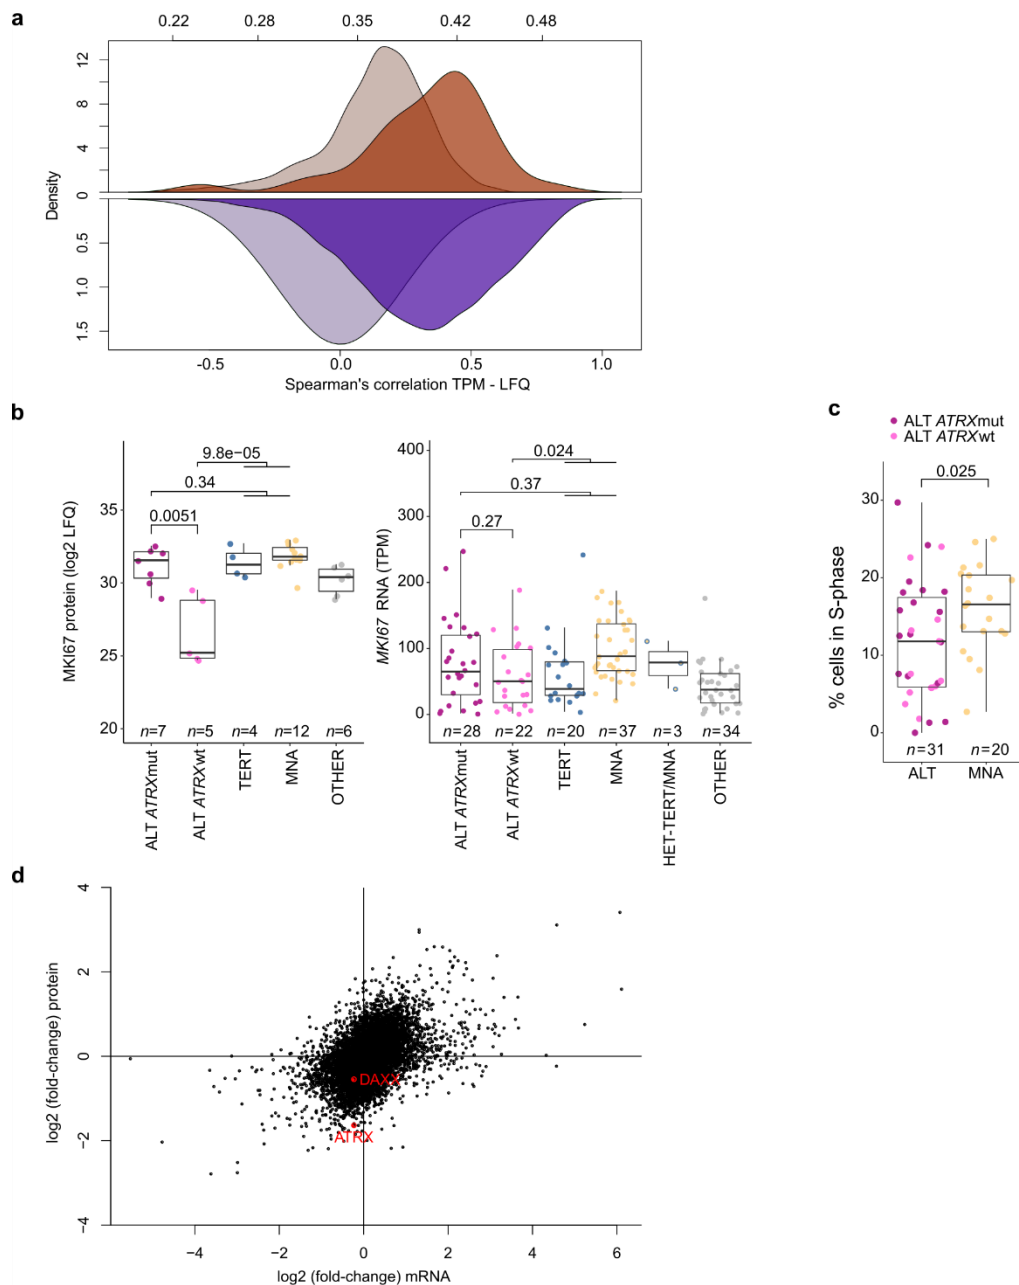 a
0.22 0.28 0.35 0.42 0.48
12
8
4
0
Density
0.5
1.0
1.5
-0.5 0.0 0.5 1.0
Spearman's correlation TPM - LFQ
b
MKI67 protein (log2 LFQ)
35
30
25
20
9.8e−05
0.34
0.0051
n=7 n=5 n=4 n=12 n=6
ALT ATRXmut
ALT ATRXwt
TERT
MNA
OTHER
MKI67 RNA (TPM)
400
300
200
100
0
0.024
0.37
0.27
n=28 n=22 n=20 n=37 n=3 n=34
ALT ATRXmut
ALT ATRXwt
TERT
MNA
HET-TERT/MNA
OTHER
c
ALT ATRXmut
ALT ATRXwt
% cells in S-phase
30
20
10
0
0.025
n=31 n=20
ALT MNA
d
log2 (fold-change) protein
4
2
0
−2
−4
DAXX
ATRX
−4 −2 0 2 4 6
log2 (fold-change) mRNA